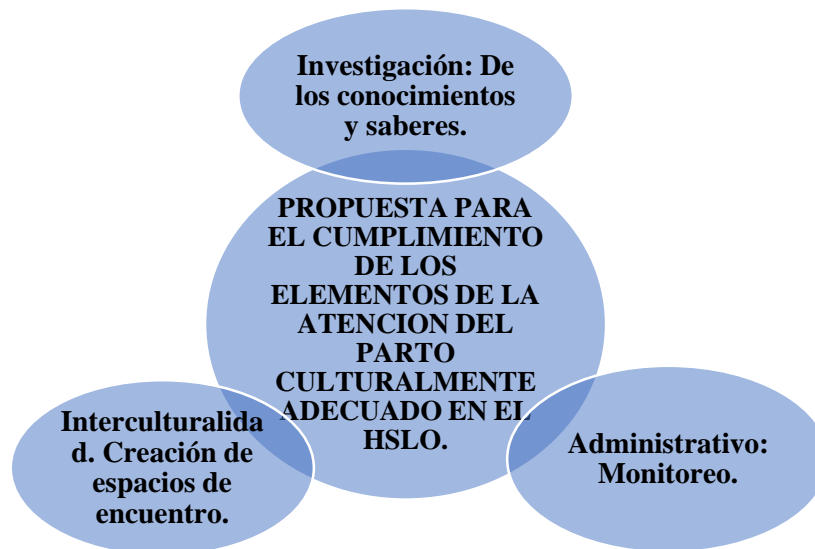 Investigación: De
los conocimientos
y saberes.
PROPUESTA PARA
EL CUMPLIMIENTO
DE LOS
ELEMENTOS DE LA
ATENCION DEL
PARTO
CULTURALMENTE
ADECUADO EN EL
HSLO.
Interculturalida
d. Creación de
espacios de
encuentro.
Administrativo:
Monitoreo.